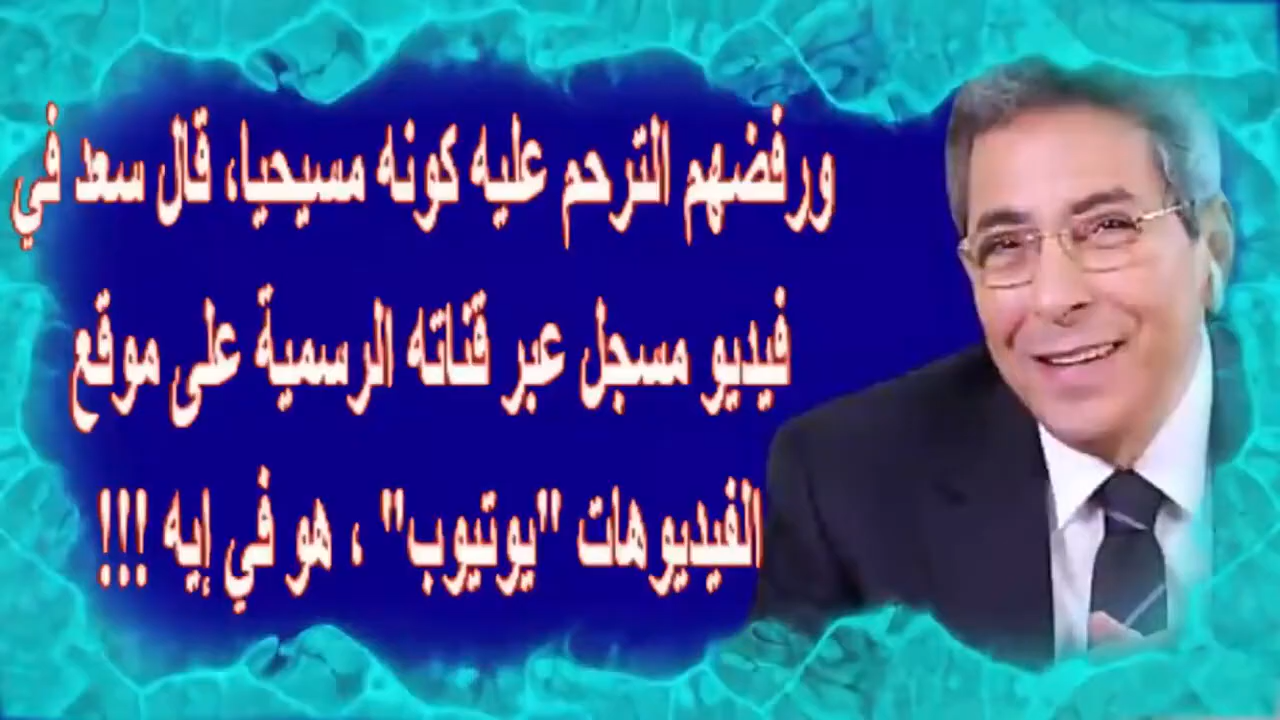 ورفضهم الترحم عليه كونه مسيحيا، قال سعد في
فيديو مسجل عبر قناته الرسمية على موقع
الفيديوهات "يوتيوب" ، هو في إيه !!!